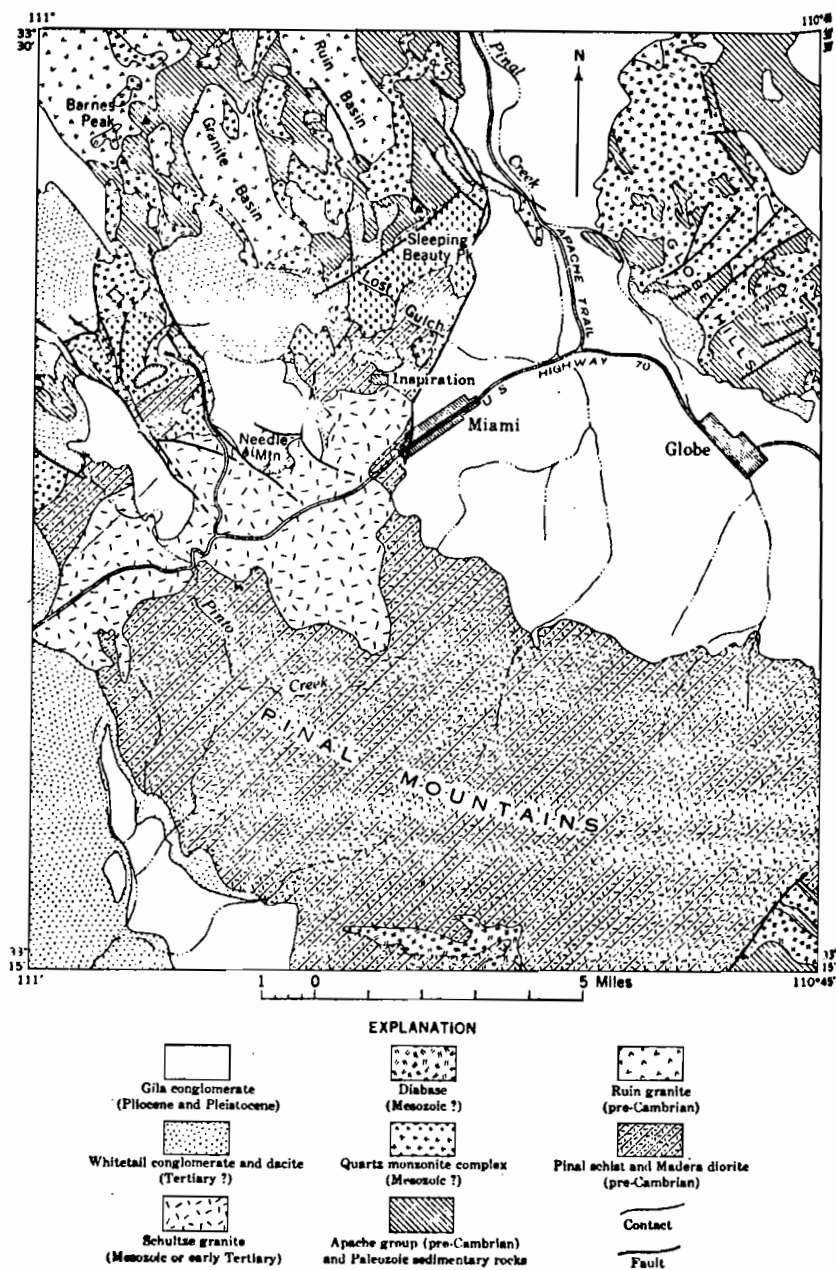 111°
110°45'
33°
30'
Ruin
Basin
Pinal
Creek
N
Barnes
Peak
Granite
Basin
Sleeping
Beauty Pk
Lost
Gulch
APACHE TRAIL
GLOBE HILLS
Inspiration
U S HIGHWAY 70
Miami
Globe
Needle
Mtn
Pinto
Creek
PINAL MOUNTAINS
33°
15'
33°
15'
111°
110°45'
1 0 5 Miles
EXPLANATION
Gila conglomerate
(Pliocene and Pleistocene)
Diabase
(Mesozoic ?)
Ruin granite
(pre-Cambrian)
Whitetail conglomerate and dacite
(Tertiary ?)
Quartz monzonite complex
(Mesozoic ?)
Pinal schist and Madera diorite
(pre-Cambrian)
Schultze granite
(Mesozoic or early Tertiary)
Apache group (pre-Cambrian)
and Paleozoic sedimentary rocks
Contact
Fault